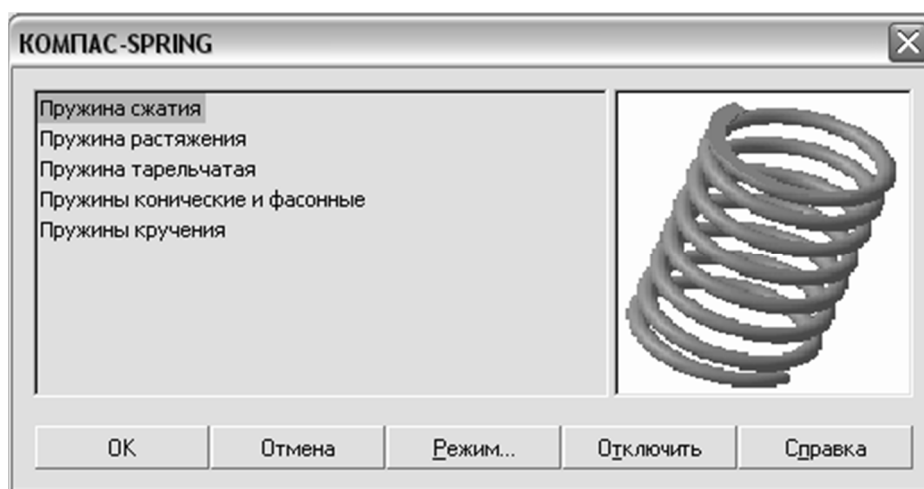 КОМПАС-SPRING
Пружина сжатия
Пружина растяжения
Пружина тарельчатая
Пружины конические и фасонные
Пружины кручения
OK
Отмена
Режим...
Отключить
Справка